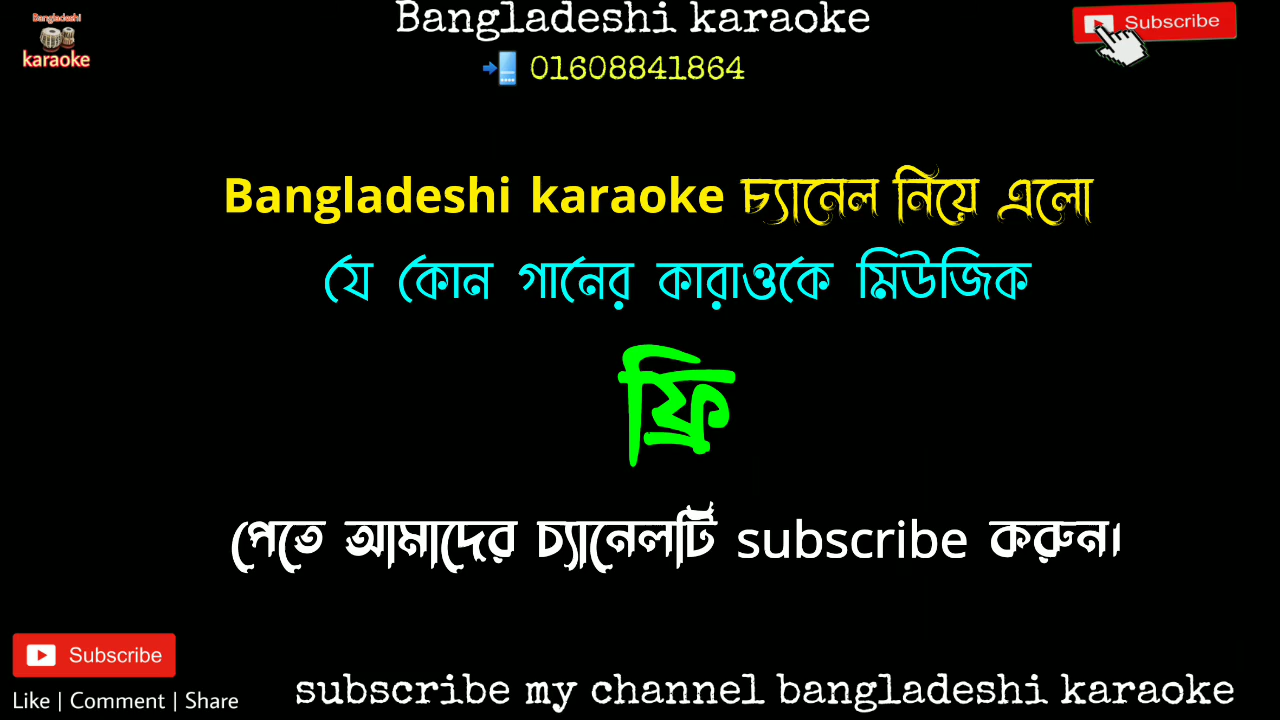 Bangladeshi
karaoke
Bangladeshi karaoke
01608841864
Subscribe
Bangladeshi karaoke চ্যানেল নিয়ে এলো
যে কোন গানের কারাওকে মিউজিক
ফ্রি
পেতে আমাদের চ্যানেলটি subscribe করুন।
Subscribe
Like | Comment | Share
subscribe my channel bangladeshi karaoke